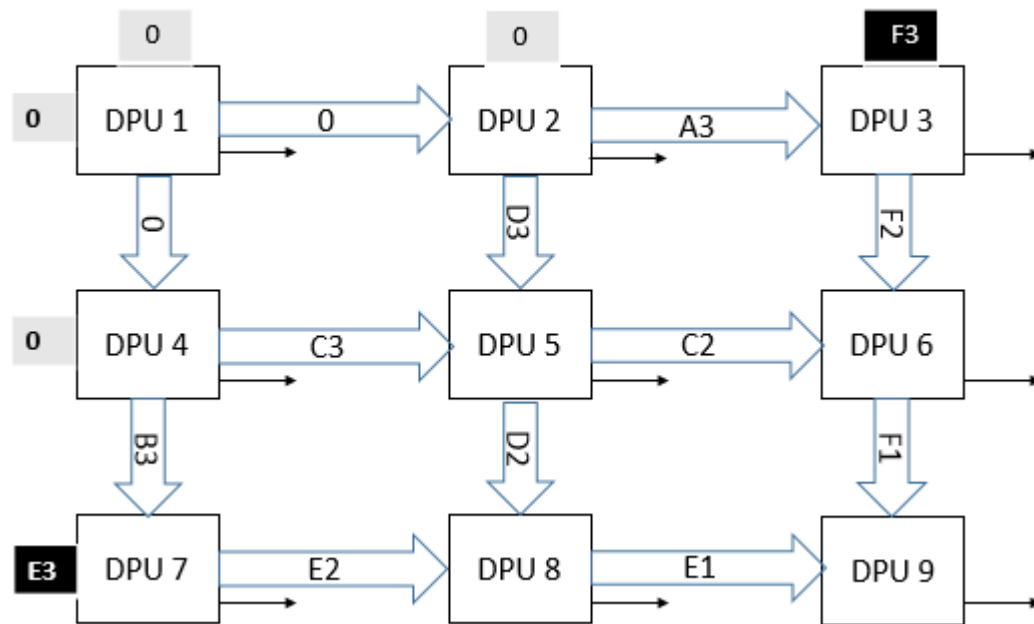 0
0
F3
0
DPU 1
0
DPU 2
A3
DPU 3
0
D3
F2
0
DPU 4
C3
DPU 5
C2
DPU 6
B3
D2
F1
E3
DPU 7
E2
DPU 8
E1
DPU 9